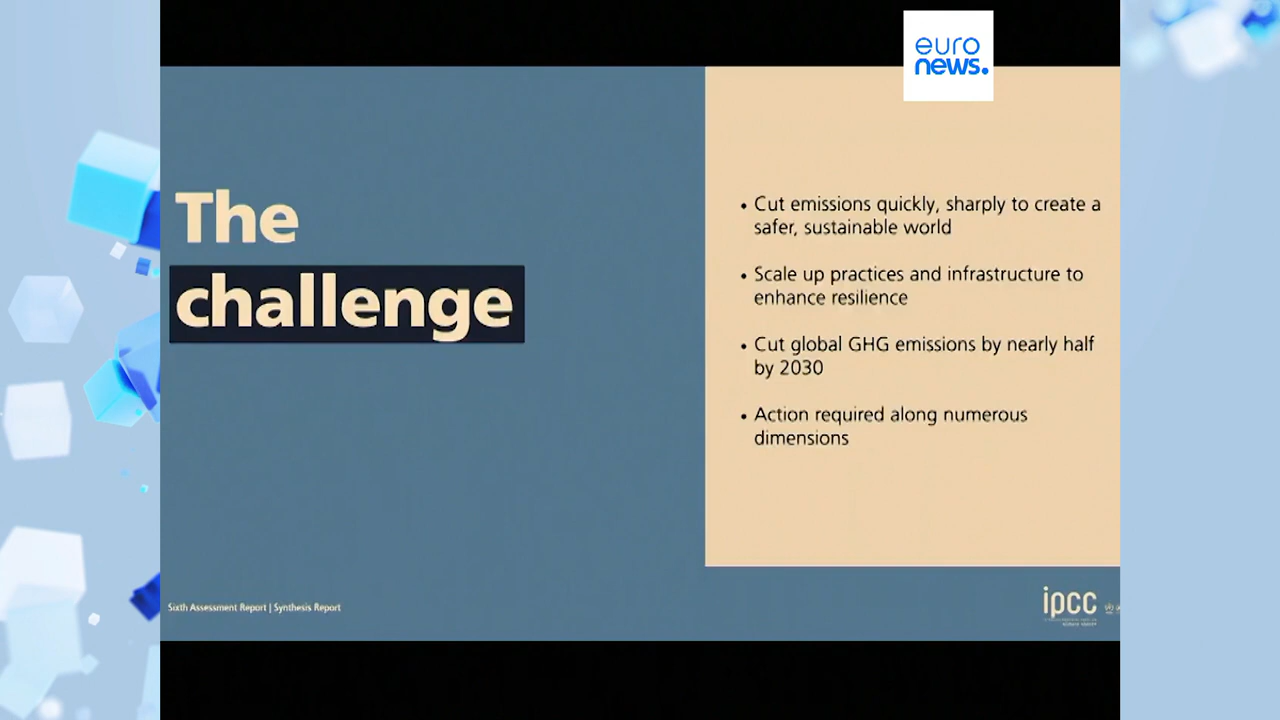 euro
news.
The
challenge
• Cut emissions quickly, sharply to create a
safer, sustainable world
• Scale up practices and infrastructure to
enhance resilience
• Cut global GHG emissions by nearly half
by 2030
• Action required along numerous
dimensions
Sixth Assessment Report | Synthesis Report
ipcc